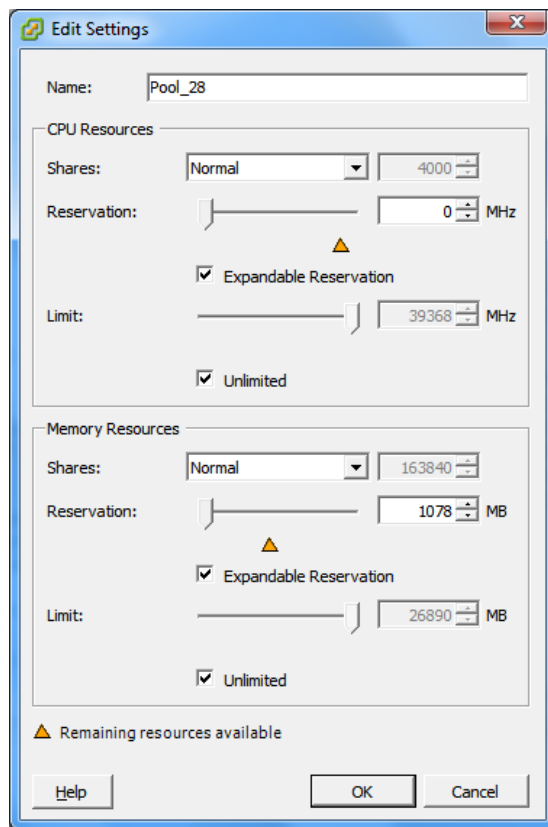 Edit Settings
Name: Pool_28
CPU Resources
Shares: Normal 4000
Reservation: 0 MHz
Expandable Reservation
Limit: 39368 MHz
Unlimited
Memory Resources
Shares: Normal 163840
Reservation: 1078 MB
Expandable Reservation
Limit: 26890 MB
Unlimited
Remaining resources available
Help OK Cancel